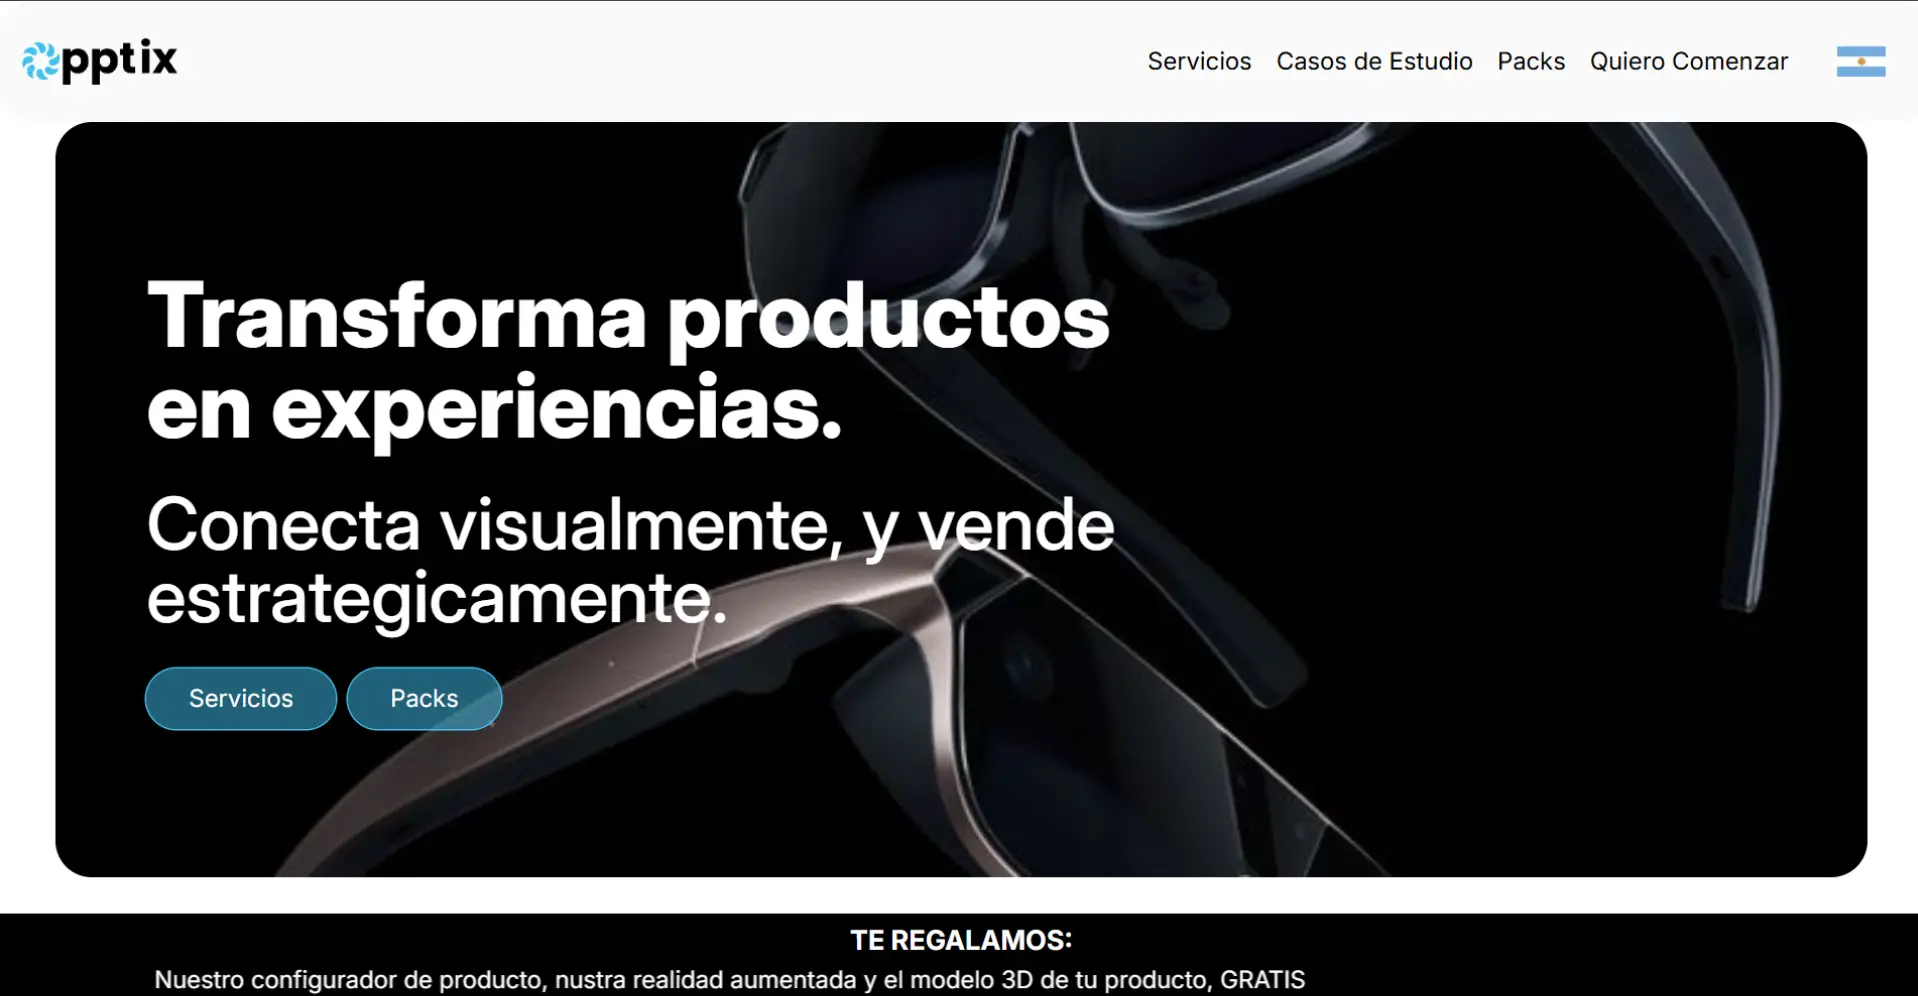 Opptix
Servicios Casos de Estudio Packs Quiero Comenzar
Transforma productos
en experiencias.
Conecta visualmente, y vende
estrategicamente.
Servicios Packs
TE REGALAMOS:
Nuestro configurador de producto, nustra realidad aumentada y el modelo 3D de tu producto, GRATIS